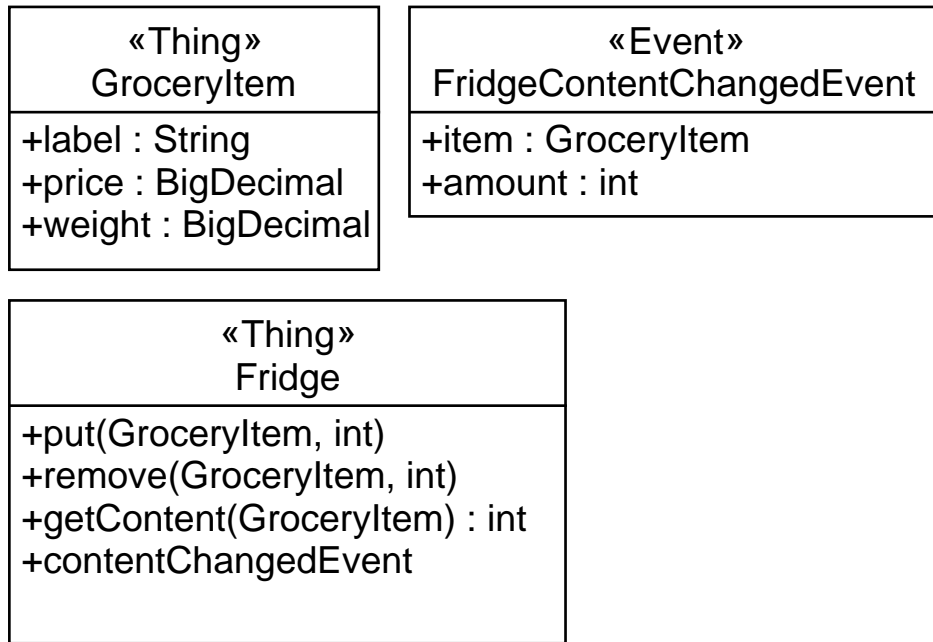 «Thing»
GroceryItem
+label : String
+price : BigDecimal
+weight : BigDecimal
«Event»
FridgeContentChangedEvent
+item : GroceryItem
+amount : int
«Thing»
Fridge
+put(GroceryItem, int)
+remove(GroceryItem, int)
+getContent(GroceryItem) : int
+contentChangedEvent